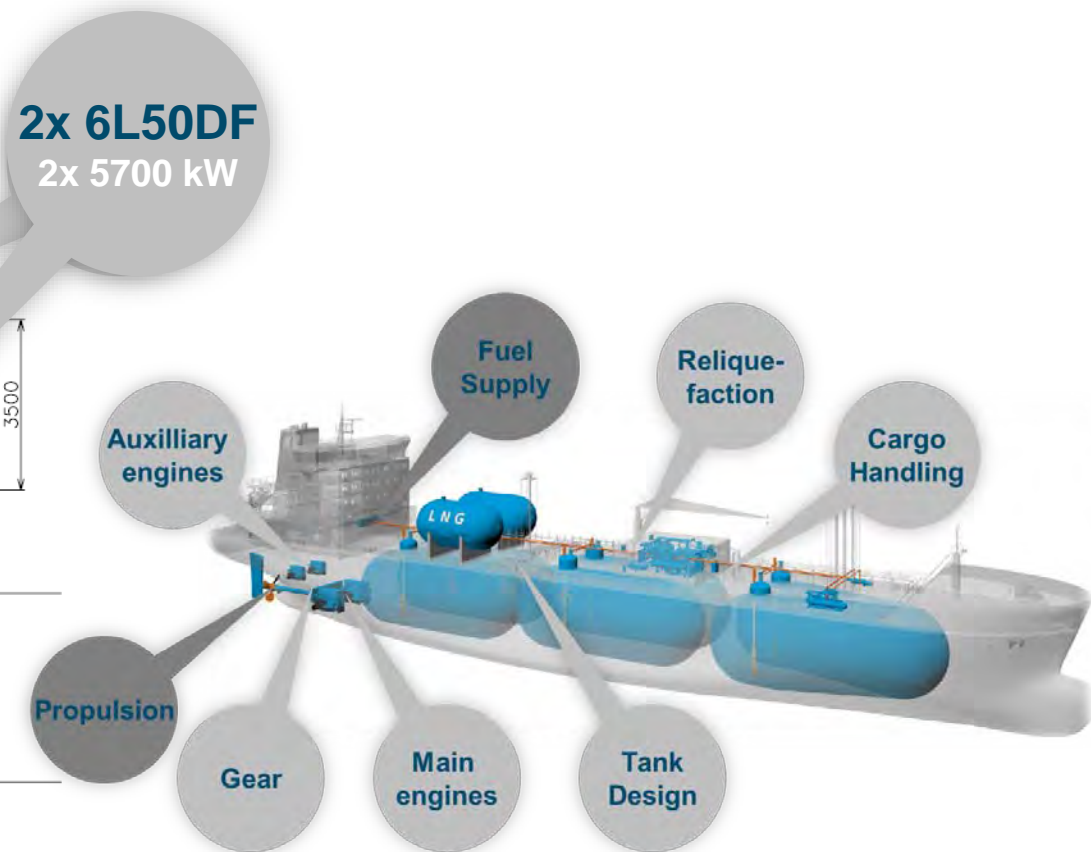 2x 6L50DF
2x 5700 kW
3500
Fuel
Supply
Relique-
faction
Auxilliary
engines
Cargo
Handling
LNG
Propulsion
Gear
Main
engines
Tank
Design